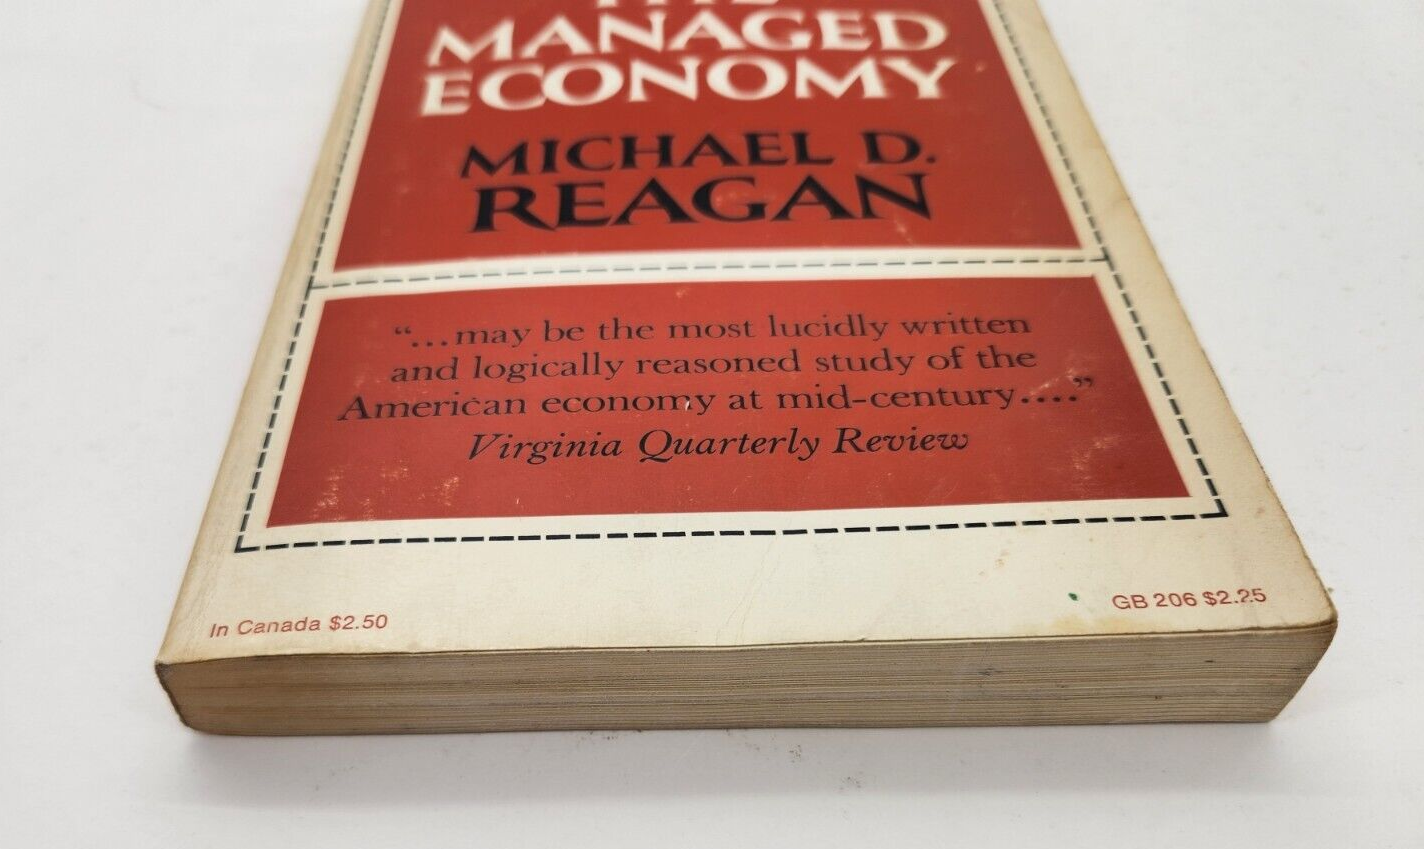 THE
MANAGED
ECONOMY
MICHAEL D.
REAGAN
“...may be the most lucidly written
and logically reasoned study of the
American economy at mid-century....”
Virginia Quarterly Review
In Canada $2.50
GB 206 $2.25